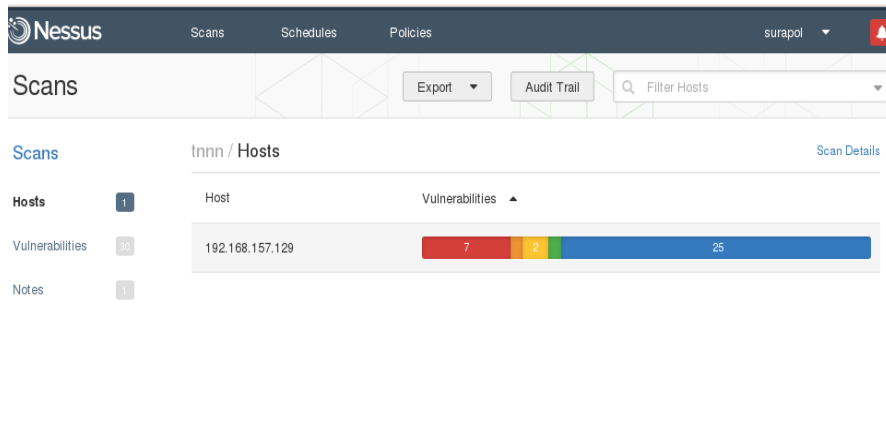 Nessus Scans Schedules Policies surapol
Scans Export Audit Trail Filter Hosts
Scans tnnn / Hosts Scan Details
Hosts 1 Host Vulnerabilities
Vulnerabilities 30 192.168.157.129 7 2 25
Notes 1